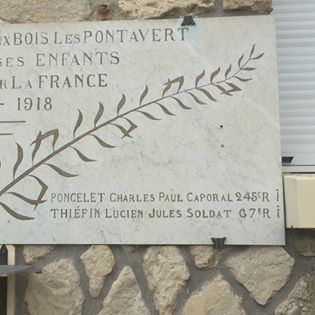 BOIS LES PONTAVERT
SES ENFANTS
LA FRANCE
1918
PONCELET CHARLES PAUL CAPORAL 245e R i
THIÉFIN LUCIEN JULES SOLDAT 67e R i